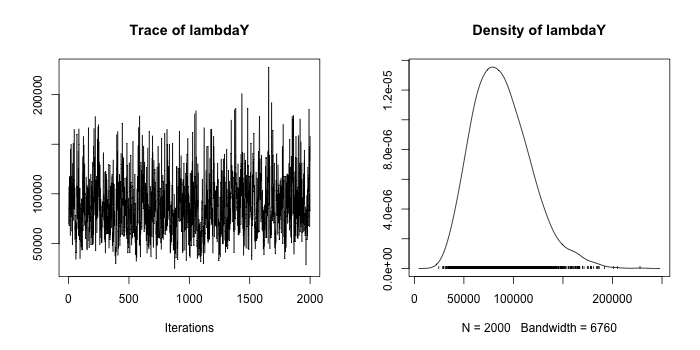 Trace of lambdaY
200000
100000
50000
0 500 1000 1500 2000
Iterations
Density of lambdaY
1.2e-05
8.0e-06
4.0e-06
0.0e+00
0 50000 100000 200000
N = 2000 Bandwidth = 6760